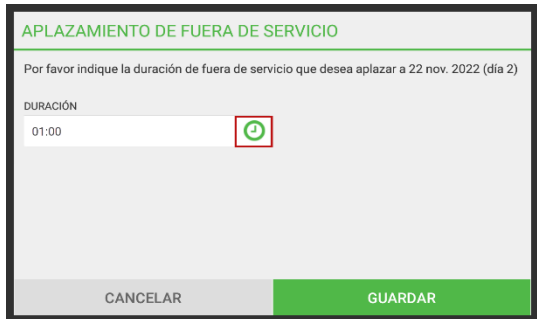 APLAZAMIENTO DE FUERA DE SERVICIO
Por favor indique la duración de fuera de servicio que desea aplazar a 22 nov. 2022 (día 2)
DURACIÓN
01:00
CANCELAR
GUARDAR